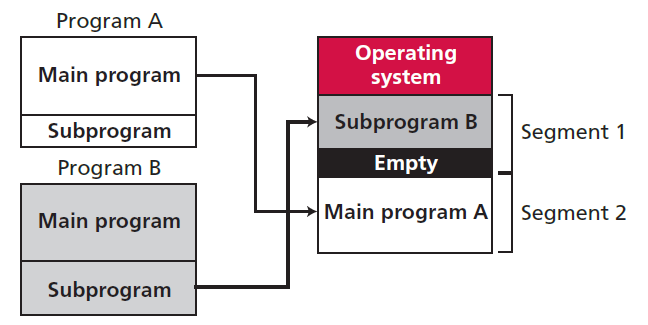 Program A
Main program
Subprogram
Program B
Main program
Subprogram
Operating
system
Subprogram B
Empty
Main program A
Segment 1
Segment 2